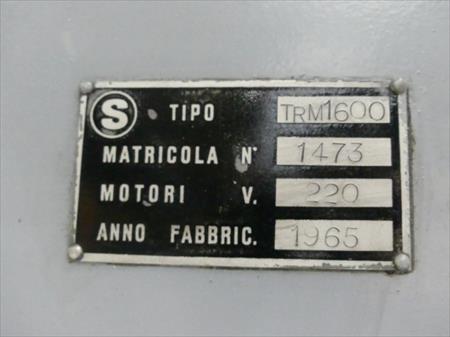 S TIPO TRM1600
MATRICOLA N° 1473
MOTORI V. 220
ANNO FABBRIC. 1965